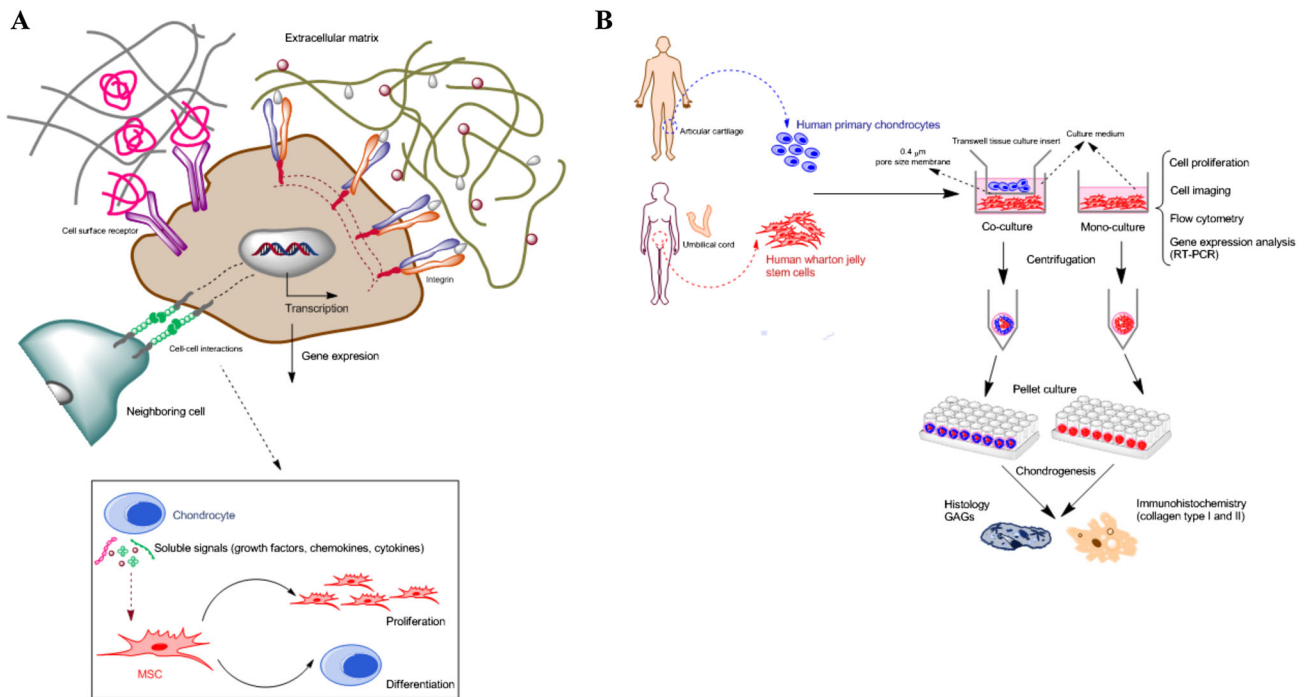 A
Extracellular matrix
Cell surface receptor
Integrin
Transcription
Cell-cell interactions
Gene expresion
Neighboring cell
Chondrocyte
Soluble signals (growth factors, chemokines, cytokines)
Proliferation
MSC
Differentiation
B
Articular cartilage
Human primary chondrocytes
Transwell tissue culture insert
Culture medium
0.4 μm
pore size membrane
Umbilical cord
Human wharton jelly
stem cells
Co-culture
Mono-culture
Cell proliferation
Cell imaging
Flow cytometry
Gene expression analysis
(RT-PCR)
Centrifugation
Pellet culture
Chondrogenesis
Histology
GAGs
Immunohistochemistry
(collagen type I and II)